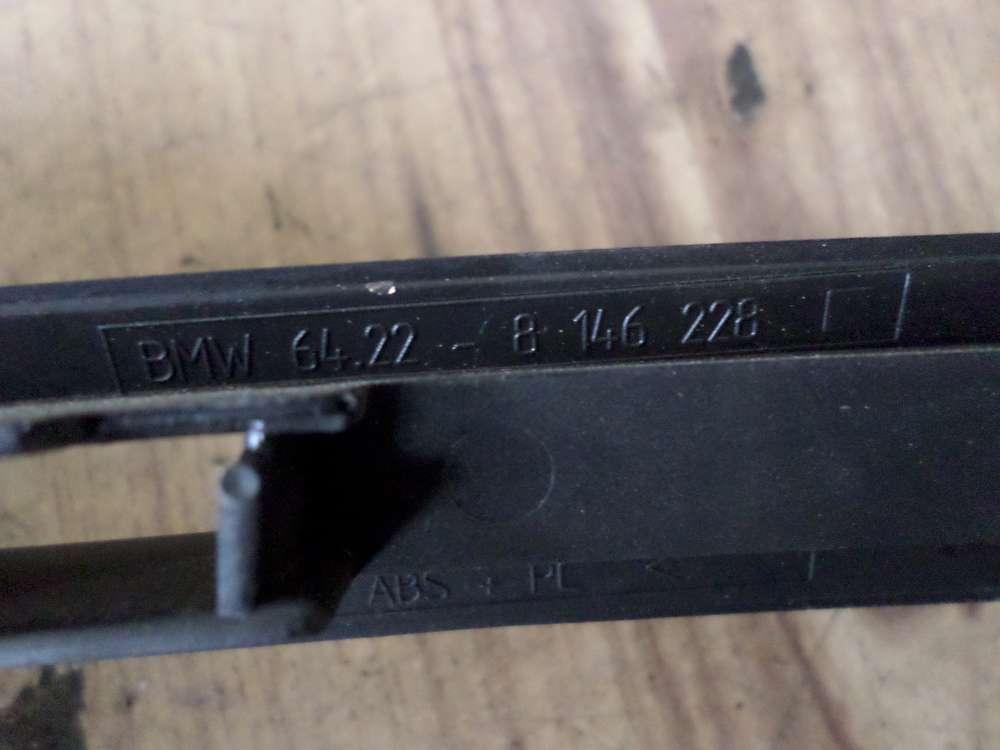 BMW 64.22 - 8 146 228
ABS + PC <